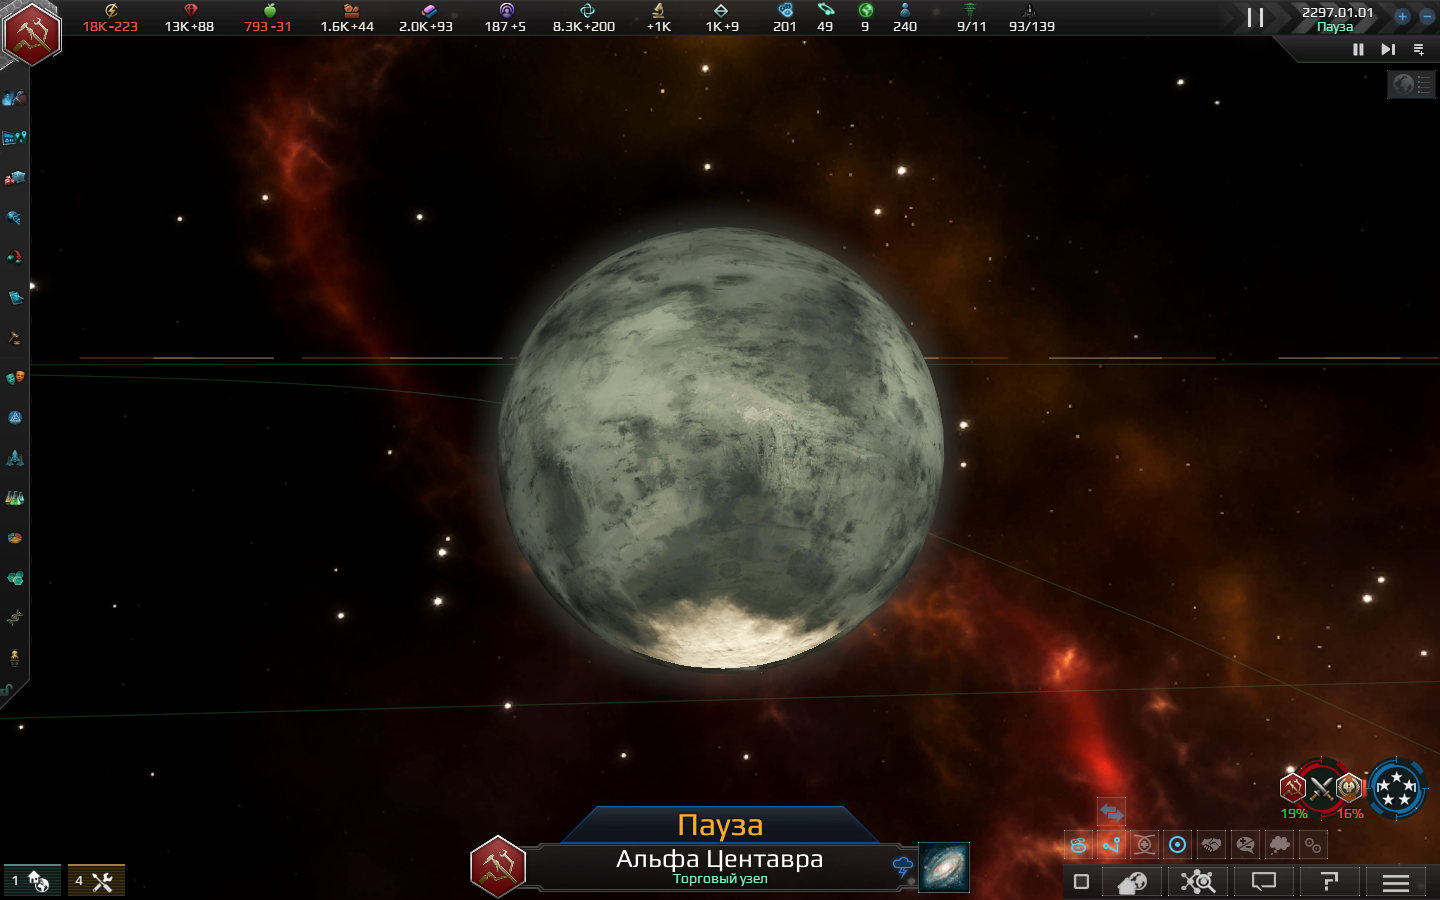 18K-223 13K+88 793-31 1.6K+44 2.0K+93 187+5 8.3K+200 +1K 1K+9 201 49 9 240 9/11 93/139
2297.01.01
Пауза
19% 16%
Пауза
Альфа Центавра
Торговый узел
1 4